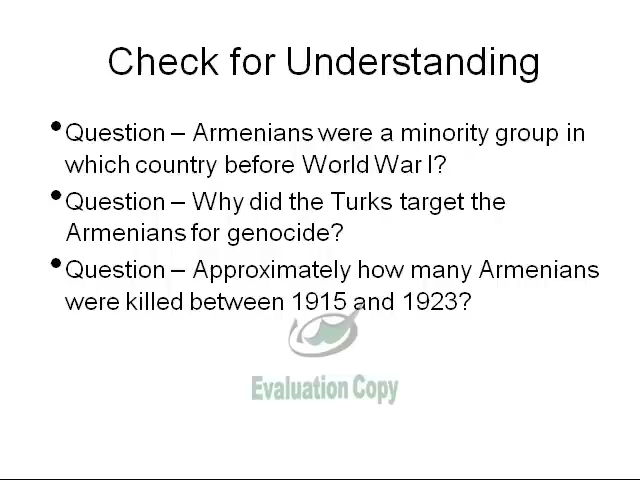 Check for Understanding
• Question – Armenians were a minority group in
which country before World War I?
• Question – Why did the Turks target the
Armenians for genocide?
• Question – Approximately how many Armenians
were killed between 1915 and 1923?
Evaluation Copy